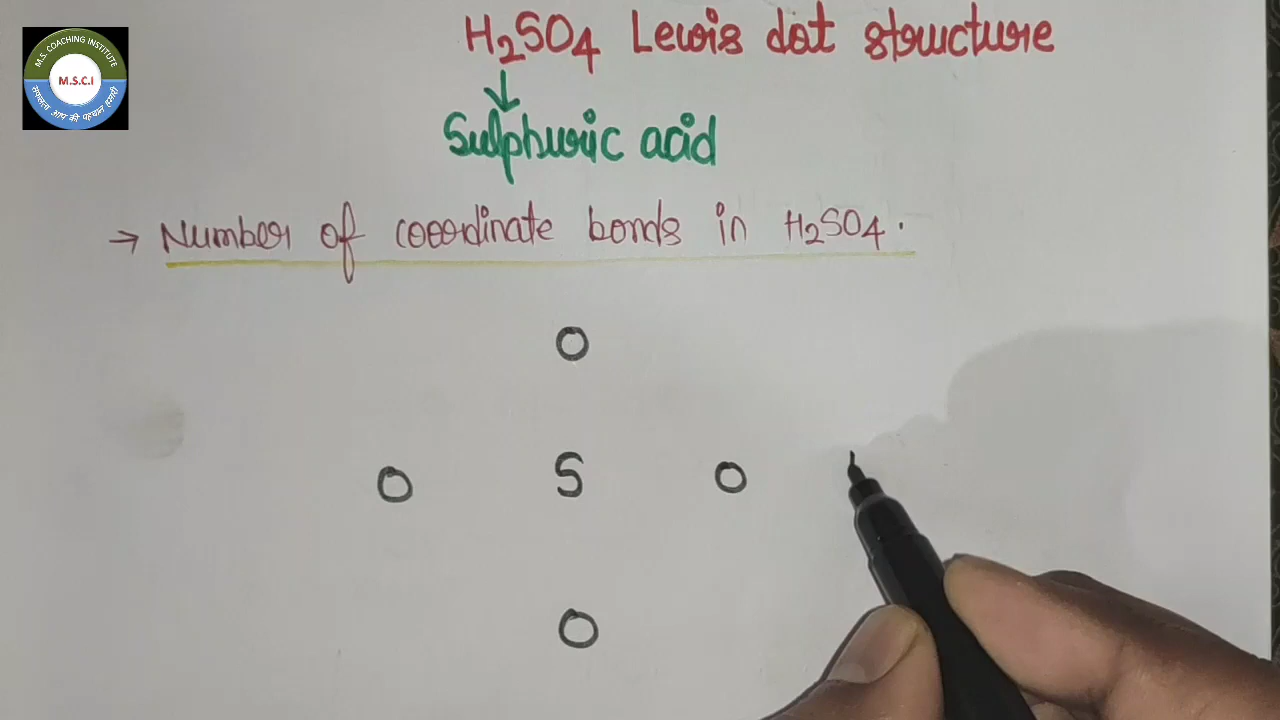 M.S. COACHING INSTITUTE
M.S.C.I
H2SO4 Lewis dot structure
Sulphuric acid
→ Number of coordinate bonds in H2SO4.
O
O S O
O